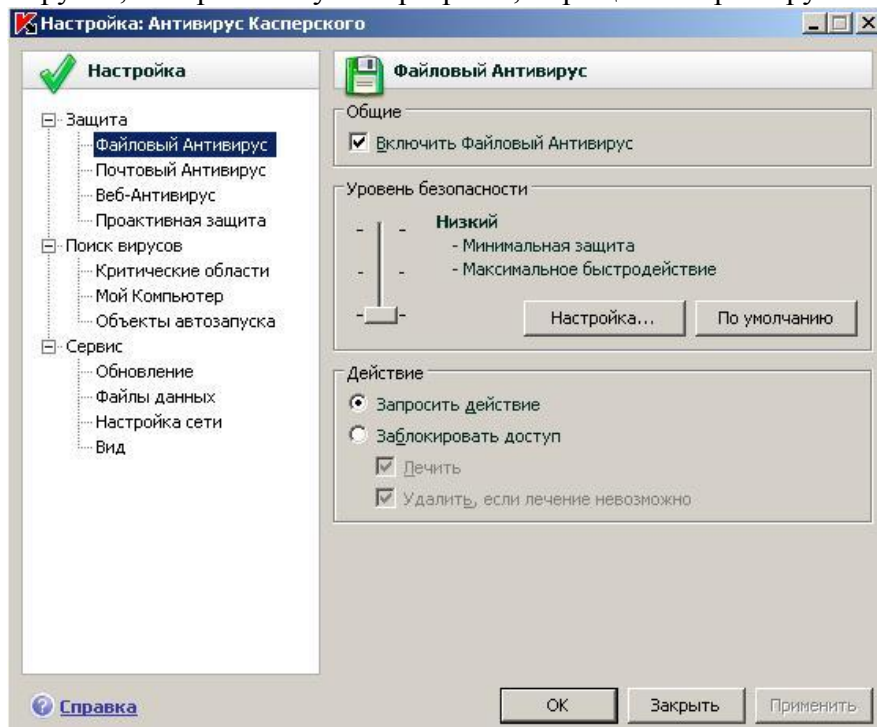 Настройка: Антивирус Касперского
Настройка
Защита
Файловый Антивирус
Почтовый Антивирус
Веб-Антивирус
Проактивная защита
Поиск вирусов
Критические области
Мой Компьютер
Объекты автозапуска
Сервис
Обновление
Файлы данных
Настройка сети
Вид
Файловый Антивирус
Общие
Включить Файловый Антивирус
Уровень безопасности
Низкий
- Минимальная защита
- Максимальное быстродействие
Настройка... По умолчанию
Действие
Запросить действие
Заблокировать доступ
Лечить
Удалить, если лечение невозможно
Справка
ОК Закрыть Применить